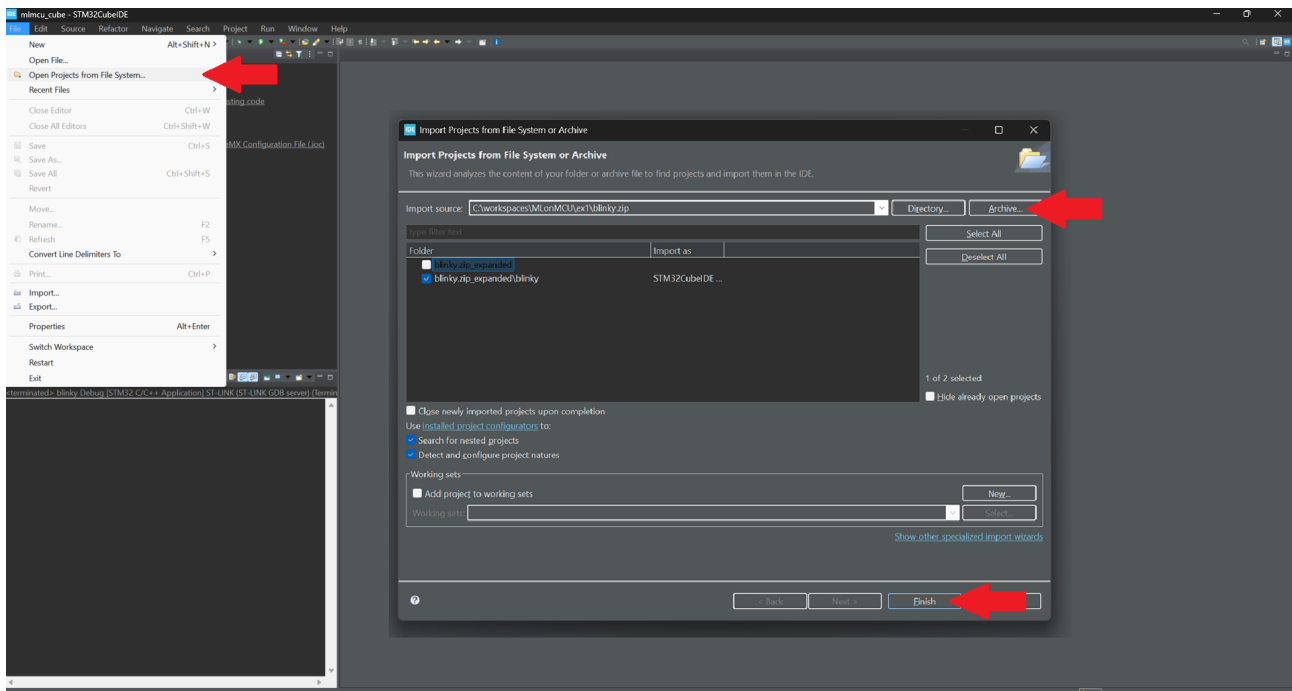 IDE mlmcu_cube - STM32CubeIDE
File Edit Source Refactor Navigate Search Project Run Window Help
New Alt+Shift+N >
Open File...
Open Projects from File System...
Recent Files >
Close Editor Ctrl+W
Close All Editors Ctrl+Shift+W
Save Ctrl+S
Save As...
Save All Ctrl+Shift+S
Revert
Move...
Rename... F2
Refresh F5
Convert Line Delimiters To >
Print... Ctrl+P
Import...
Export...
Properties Alt+Enter
Switch Workspace >
Restart
Exit
sting code
eMX Configuration File (.ioc)
<terminated> blinky Debug [STM32 C/C++ Application] ST-LINK (ST-LINK GDB server) (Termin
IDE Import Projects from File System or Archive
Import Projects from File System or Archive
This wizard analyzes the content of your folder or archive file to find projects and import them in the IDE.
Import source: C:\workspaces\MLonMCU\ex1\blinky.zip Directory... Archive...
type filter text Select All
Folder Import as Deselect All
blinky.zip_expanded
blinky.zip_expanded\blinky STM32CubeIDE ...
1 of 2 selected
Hide already open projects
Close newly imported projects upon completion
Use installed project configurators to:
Search for nested projects
Detect and configure project natures
Working sets
Add project to working sets New...
Working sets: Select...
Show other specialized import wizards
? < Back Next > Finish